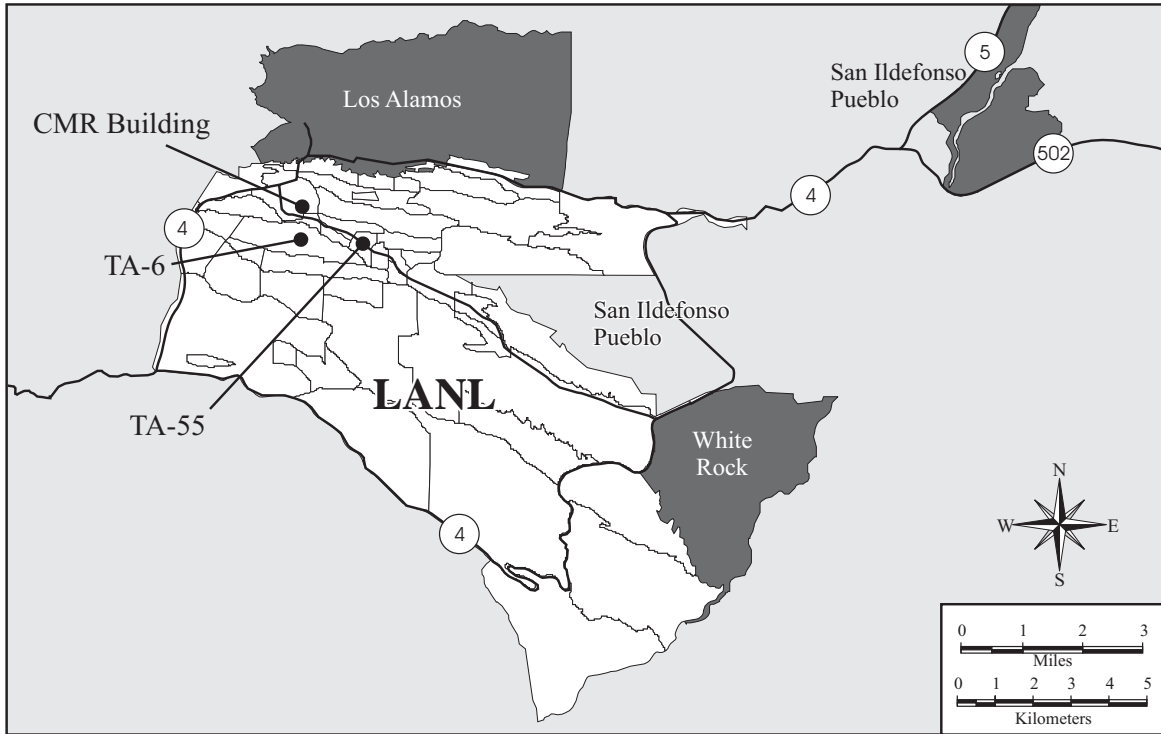 5
San Ildefonso
Pueblo
Los Alamos
CMR Building
502
4
4
TA-6
San Ildefonso
Pueblo
LANL
TA-55
White
Rock
N
W
E
S
4
0 1 2 3
Miles
0 1 2 3 4 5
Kilometers